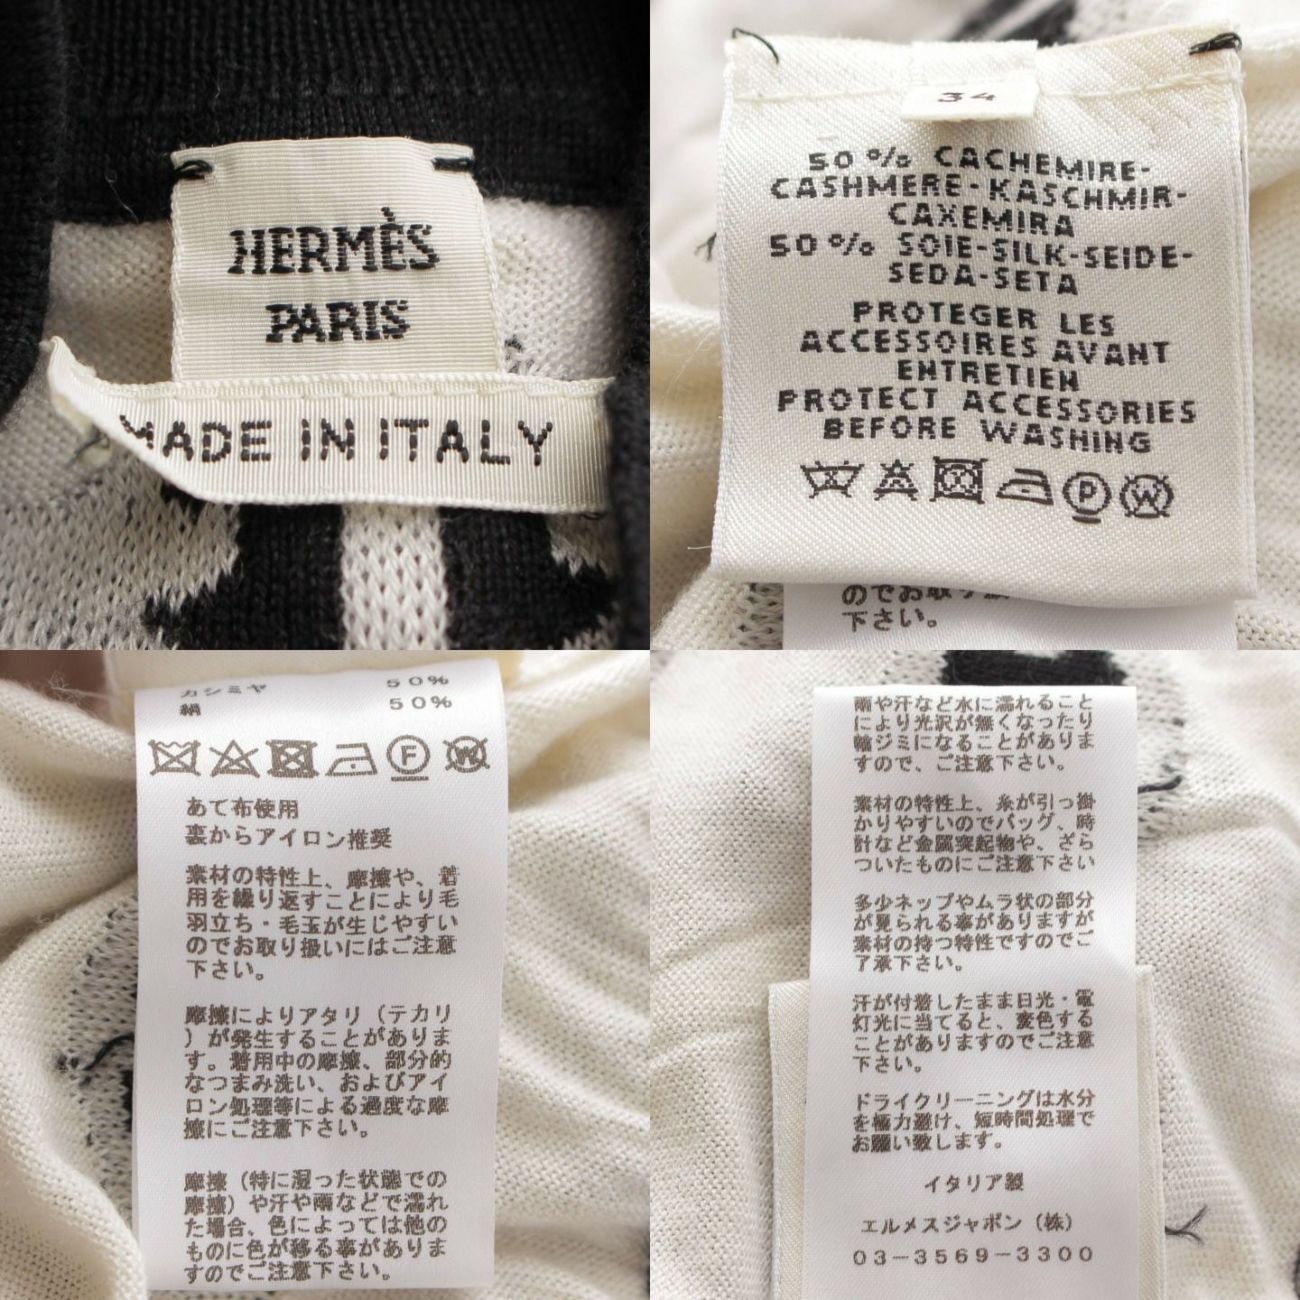 HERMÈS
PARIS
MADE IN ITALY
34
50% CACHEMIRE-
CASHMERE-KASCHMIR-
CAXEMIRA
50% SOIE-SILK-SEIDE-
SEDA-SETA
PROTEGER LES
ACCESSOIRES AVANT
ENTRETIEN
PROTECT ACCESSORIES
BEFORE WASHING
P W
のでお取り扱
下さい。
カシミヤ 50%
絹 50%
F W
あて布使用
裏からアイロン推奨
素材の特性上、摩擦や、着
用を繰り返すことにより毛
羽立ち・毛玉が生じやすい
のでお取り扱いにはご注意
下さい。
摩擦によりアタリ（テカリ
）が発生することがありま
す。着用中の摩擦、部分的
なつまみ洗い、およびアイ
ロン処理等による過度な摩
擦にご注意下さい。
摩擦（特に湿った状態での
摩擦）や汗や雨などで濡れ
た場合、色によっては他の
ものに色が移る事がありま
すのでご注意下さい。
雨や汗など水に濡れること
により光沢が無くなったり
輪ジミになることがありま
すので、ご注意下さい。
素材の特性上、糸が引っ掛
かりやすいのでバッグ、時
計など金属突起物や、ざら
ついたものにご注意下さい
多少ネップやムラ状の部分
が見られる事がありますが
素材の持つ特性ですのでご
了承下さい。
汗が付着したまま日光・電
灯光に当てると、変色する
ことがありますのでご注意
下さい。
ドライクリーニングは水分
を極力避け、短時間処理で
お願い致します。
イタリア製
エルメスジャポン（株）
03-3569-3300